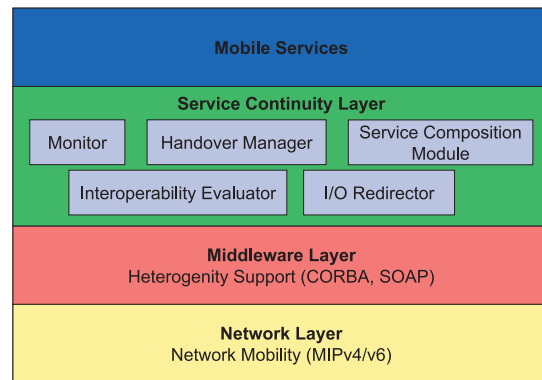 Mobile Services
Service Continuity Layer
Monitor
Handover Manager
Service Composition
Module
Interoperability Evaluator
I/O Redirector
Middleware Layer
Heterogenity Support (CORBA, SOAP)
Network Layer
Network Mobility (MIPv4/v6)